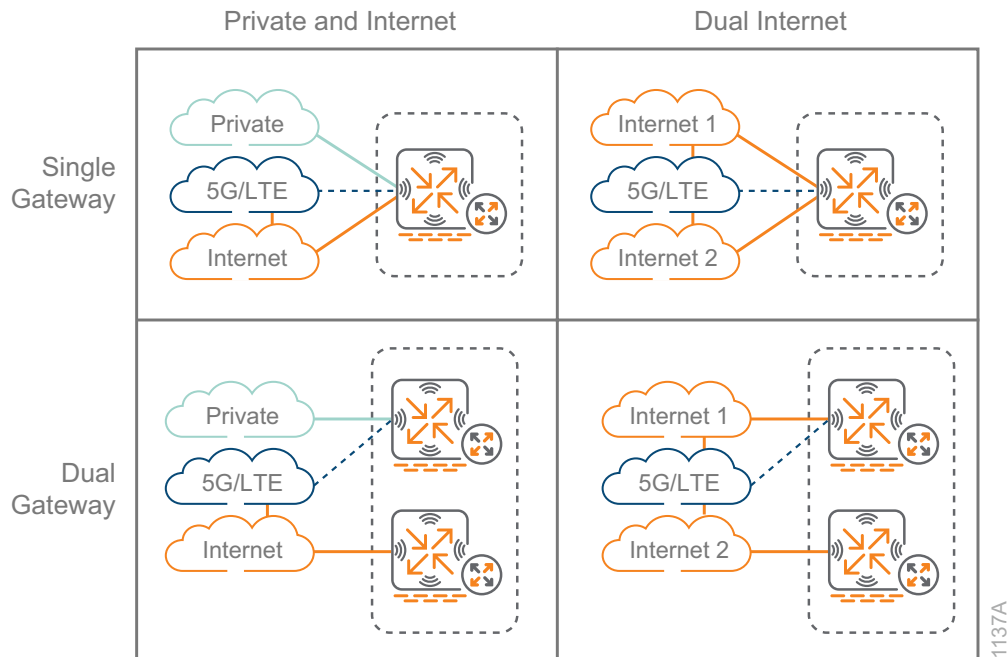 Private and Internet
Dual Internet
Single
Gateway
Private
5G/LTE
Internet
Internet 1
5G/LTE
Internet 2
Dual
Gateway
Private
5G/LTE
Internet
Internet 1
5G/LTE
Internet 2
1137A